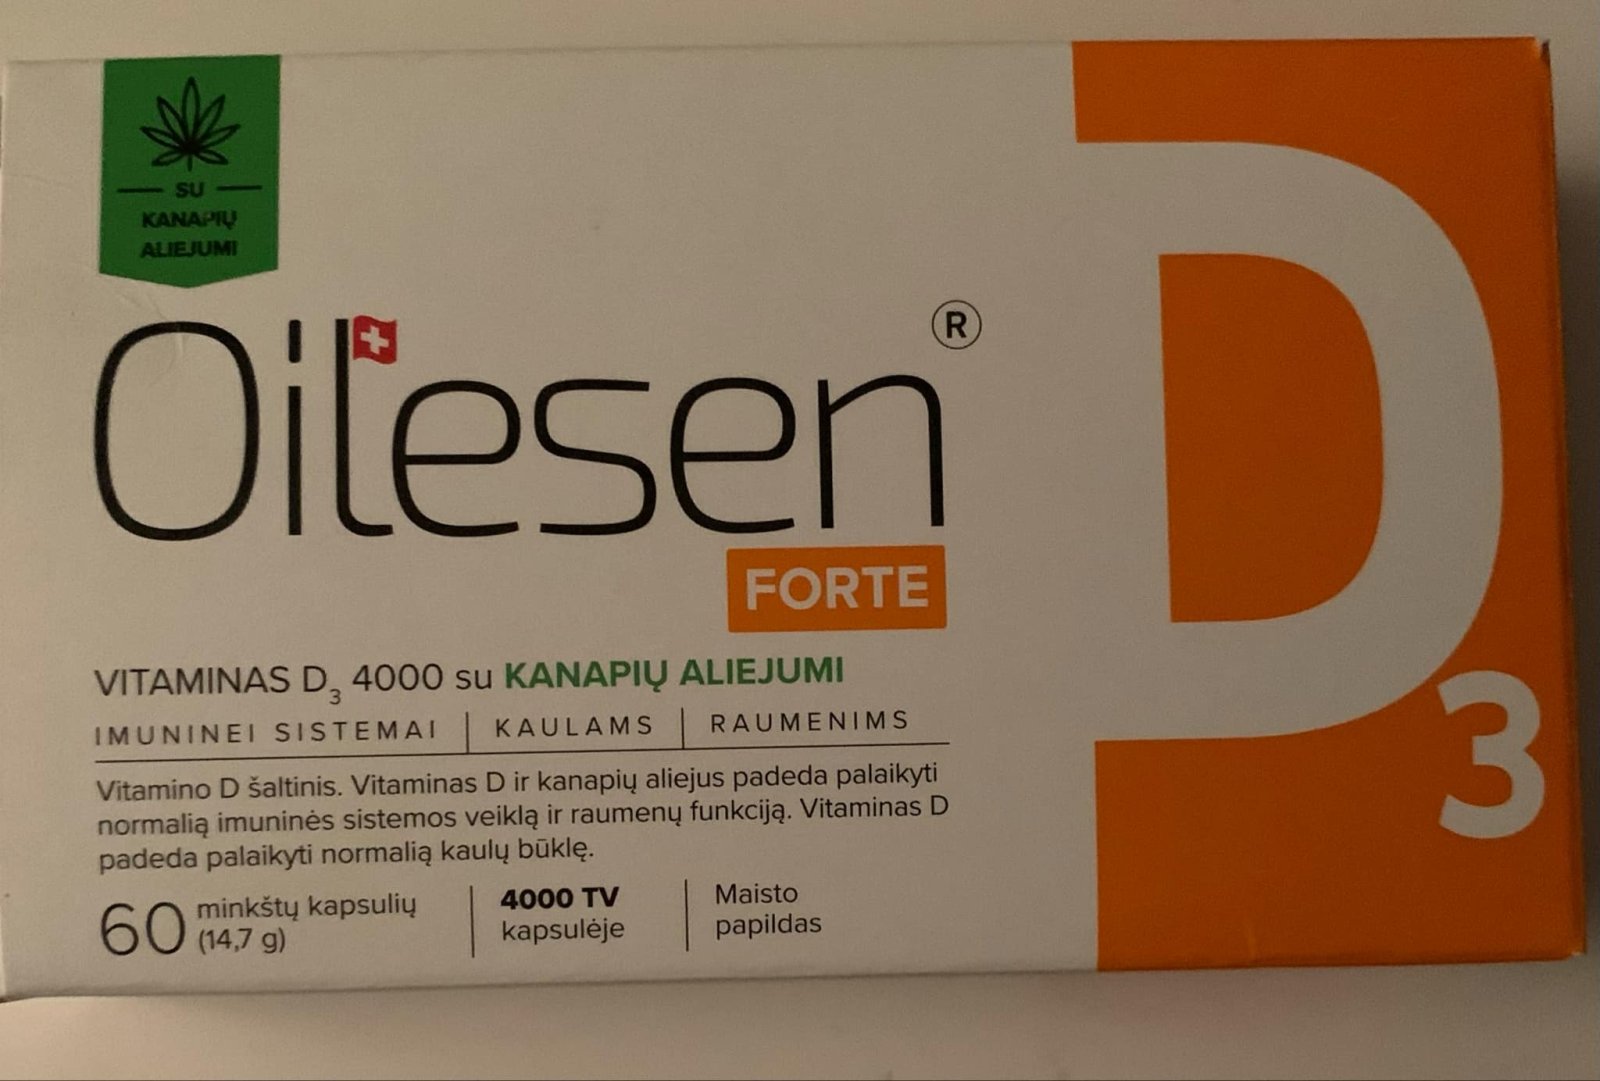 SU
KANAPIŲ
ALIEJUMI
Oilesen ®
FORTE
VITAMINAS D3 4000 su KANAPIŲ ALIEJUMI
IMUNINEI SISTEMAI | KAULAMS | RAUMENIMS
Vitamino D šaltinis. Vitaminas D ir kanapių aliejus padeda palaikyti
normalią imuninės sistemos veiklą ir raumenų funkciją. Vitaminas D
padeda palaikyti normalią kaulų būklę.
60 minkštų kapsulių
(14,7 g)
4000 TV
kapsulėje
Maisto
papildas
D3